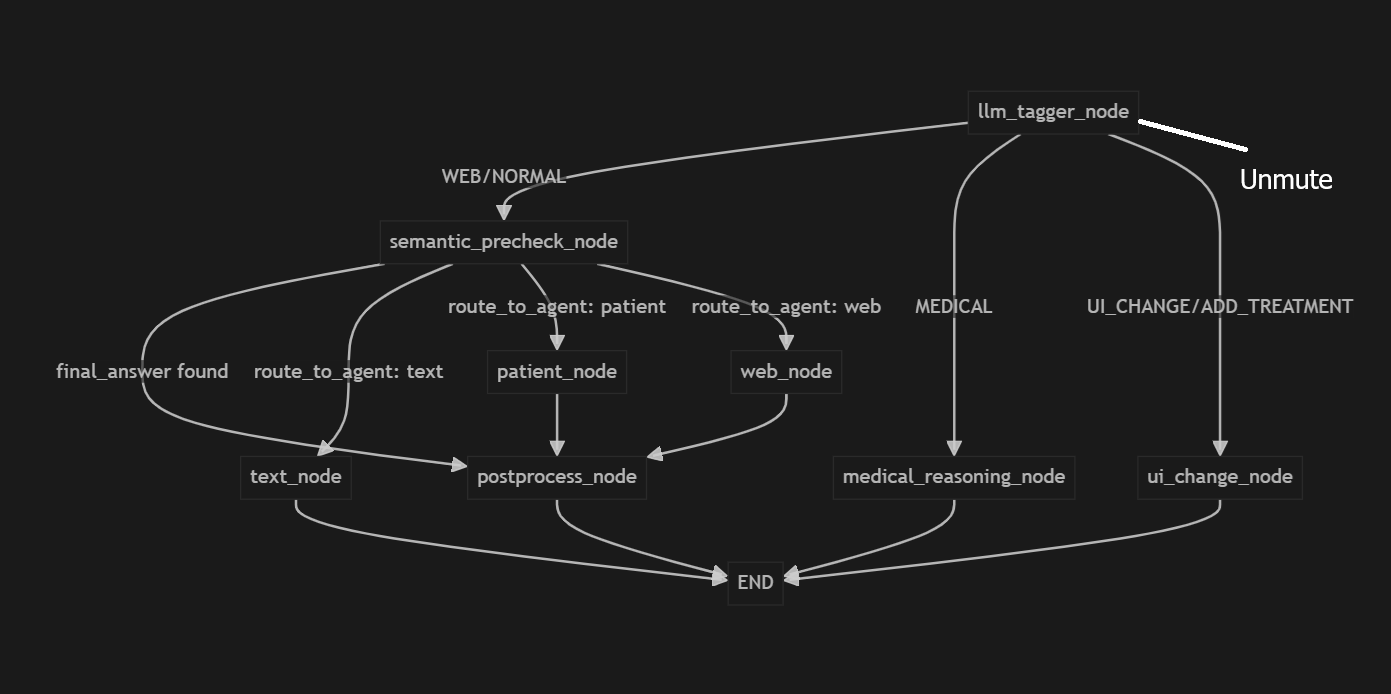 llm_tagger_node
Unmute
WEB/NORMAL
semantic_precheck_node
route_to_agent: patient
route_to_agent: web
MEDICAL
UI_CHANGE/ADD_TREATMENT
final_answer found
route_to_agent: text
patient_node
web_node
text_node
postprocess_node
medical_reasoning_node
ui_change_node
END